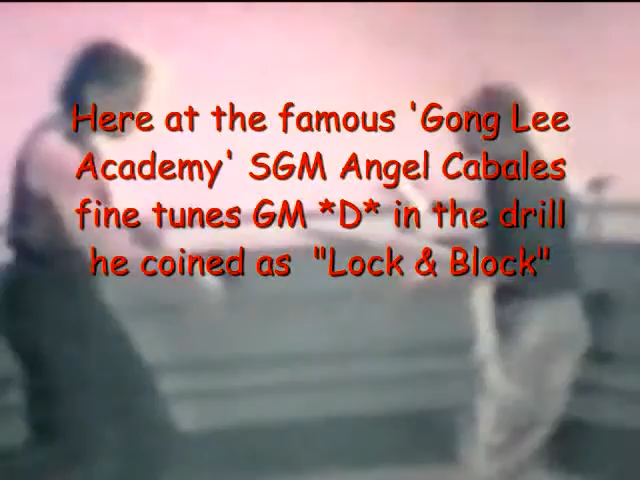 Here at the famous 'Gong Lee
Academy' SGM Angel Cabales
fine tunes GM *D* in the drill
he coined as "Lock & Block"